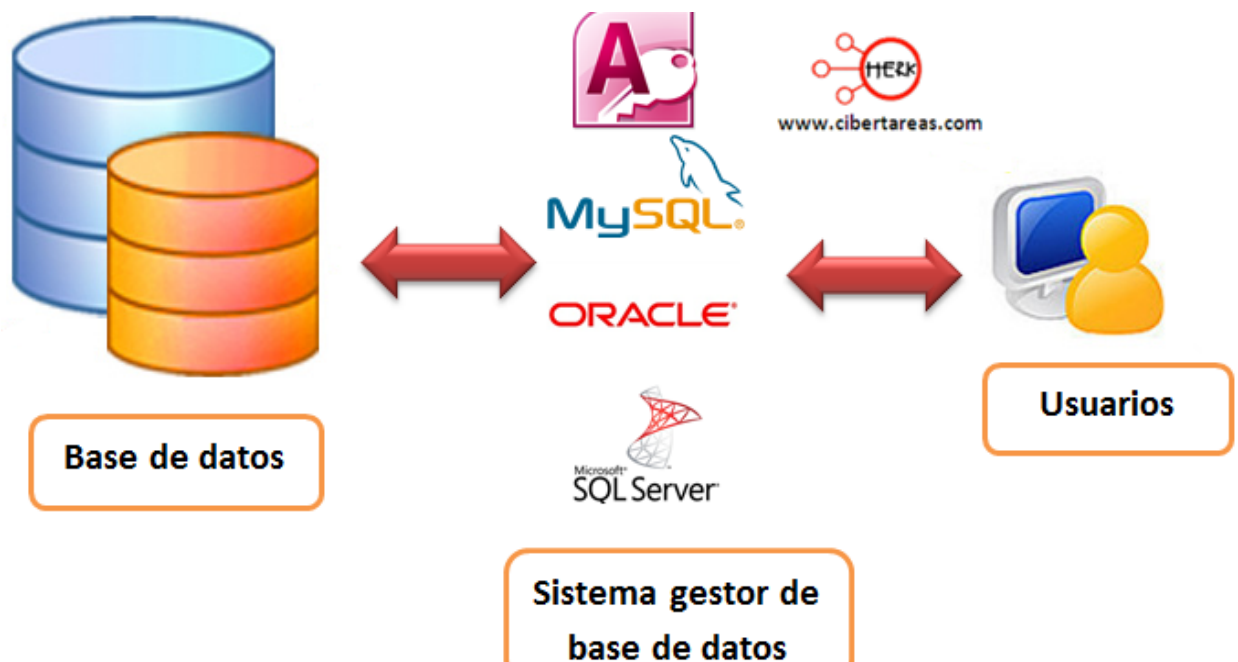 A
HERK
www.cibertareas.com
MySQL®
ORACLE®
Microsoft®
SQL Server®
Base de datos
Usuarios
Sistema gestor de
base de datos